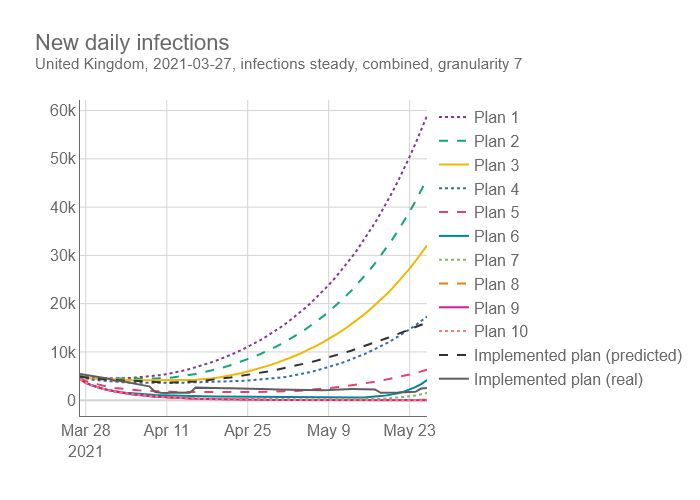 New daily infections
United Kingdom, 2021-03-27, infections steady, combined, granularity 7
60k
50k
40k
30k
20k
10k
0
Mar 28
2021
Apr 11
Apr 25
May 9
May 23
Plan 1
Plan 2
Plan 3
Plan 4
Plan 5
Plan 6
Plan 7
Plan 8
Plan 9
Plan 10
Implemented plan (predicted)
Implemented plan (real)